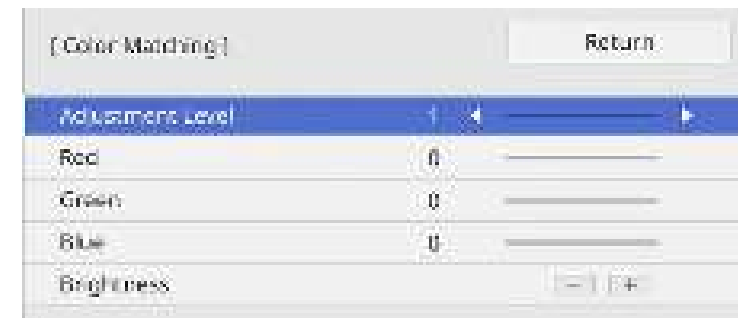 [ Color Matching ]
Return
Adjustment Level 1
Red 0
Green 0
Blue 0
Brightness - +